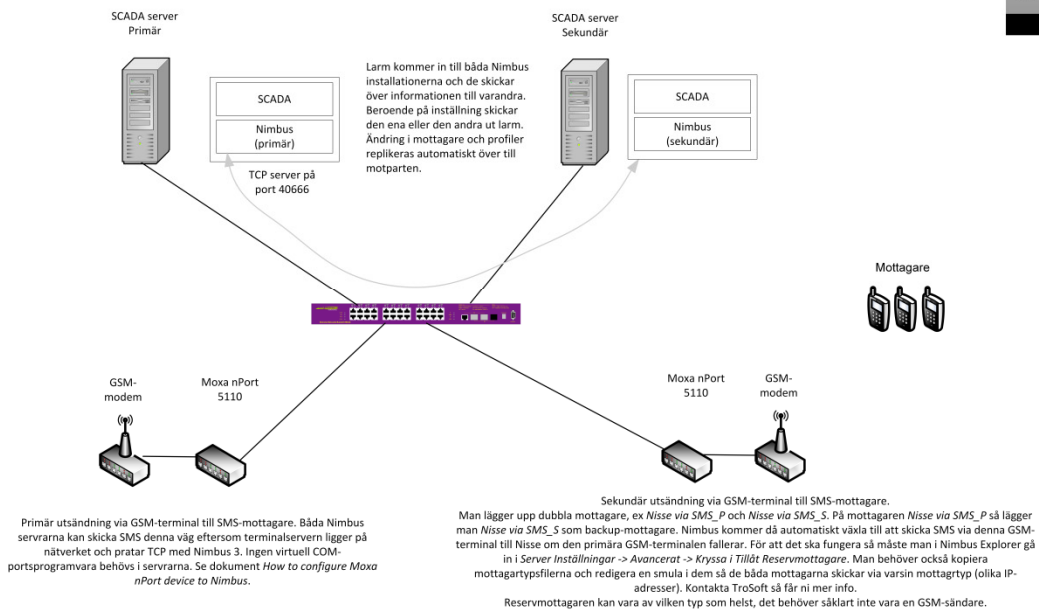 SCADA server
Primär
SCADA server
Sekundär
SCADA
Nimbus
(primär)
TCP server på
port 40666
Larm kommer in till båda Nimbus
installationerna och de skickar
över informationen till varandra.
Beroende på inställning skickar
den ena eller den andra ut larm.
Ändring i mottagare och profiler
replikeras automatiskt över till
motparten.
SCADA
Nimbus
(sekundär)
Mottagare
GSM-
modem
Moxa nPort
5110
Moxa nPort
5110
GSM-
modem
Primär utsändning via GSM-terminal till SMS-mottagare. Båda Nimbus
servrarna kan skicka SMS denna väg eftersom terminalservern ligger på
nätverket och pratar TCP med Nimbus 3. Ingen virtuell COM-
portsprogramvara behövs i servrarna. Se dokument How to configure Moxa
nPort device to Nimbus.
Sekundär utsändning via GSM-terminal till SMS-mottagare.
Man lägger upp dubbla mottagare, ex Nisse via SMS_P och Nisse via SMS_S. På mottagaren Nisse via SMS_P så lägger
man Nisse via SMS_S som backup-mottagare. Nimbus kommer då automatiskt växla till att skicka SMS via denna GSM-
terminal till Nisse om den primära GSM-terminalen fallerar. För att det ska fungera så måste man i Nimbus Explorer gå
in i Server Inställningar -> Avancerat -> Kryssa i Tillåt Reservmottagare. Man behöver också kopiera
mottagartypsfilerna och redigera en smula i dem så de båda mottagarna skickar via varsin mottagrtyp (olika IP-
adresser). Kontakta TroSoft så får ni mer info.
Reservmottagaren kan vara av vilken typ som helst, det behöver såklart inte vara en GSM-sändare.